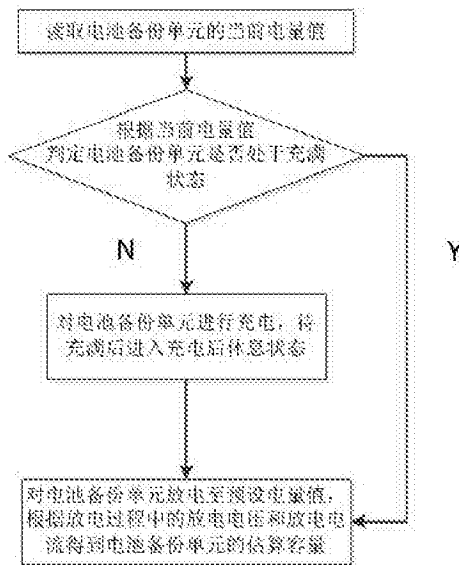 读取电池备份单元的当前电量值
根据当前电量值
判定电池备份单元是否处于充满
状态
N
Y
对电池备份单元进行充电，待
充满后进入充电后休息状态
对电池备份单元放电至预设电量值，
根据放电过程中的放电电压和放电电
流得到电池备份单元的估算容量